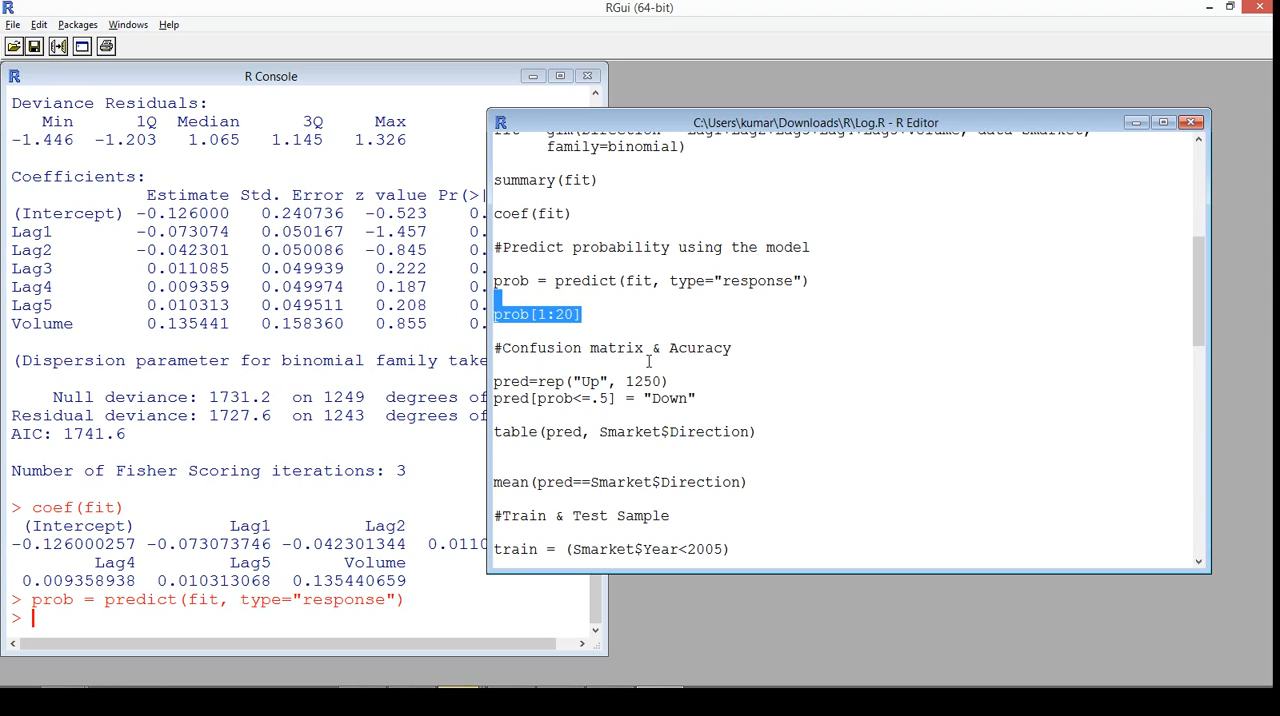 RGui (64-bit)
File Edit Packages Windows Help
R Console
Deviance Residuals:
Min 1Q Median 3Q Max
-1.446 -1.203 1.065 1.145 1.326
Coefficients:
Estimate Std. Error z value Pr(>|
(Intercept) -0.126000 0.240736 -0.523 0.
Lag1 -0.073074 0.050167 -1.457 0.
Lag2 -0.042301 0.050086 -0.845 0.
Lag3 0.011085 0.049939 0.222 0.
Lag4 0.009359 0.049974 0.187 0.
Lag5 0.010313 0.049511 0.208 0.
Volume 0.135441 0.158360 0.855 0.
(Dispersion parameter for binomial family take
Null deviance: 1731.2 on 1249 degrees of
Residual deviance: 1727.6 on 1243 degrees of
AIC: 1741.6
Number of Fisher Scoring iterations: 3
> coef(fit)
(Intercept) Lag1 Lag2
-0.126000257 -0.073073746 -0.042301344 0.0110
Lag4 Lag5 Volume
0.009358938 0.010313068 0.135440659
> prob = predict(fit, type="response")
>
C:\Users\kumar\Downloads\R\Log.R - R Editor
family=binomial)
summary(fit)
coef(fit)
#Predict probability using the model
prob = predict(fit, type="response")
prob[1:20]
#Confusion matrix & Acuracy
pred=rep("Up", 1250)
pred[prob<=.5] = "Down"
table(pred, Smarket$Direction)
mean(pred==Smarket$Direction)
#Train & Test Sample
train = (Smarket$Year<2005)